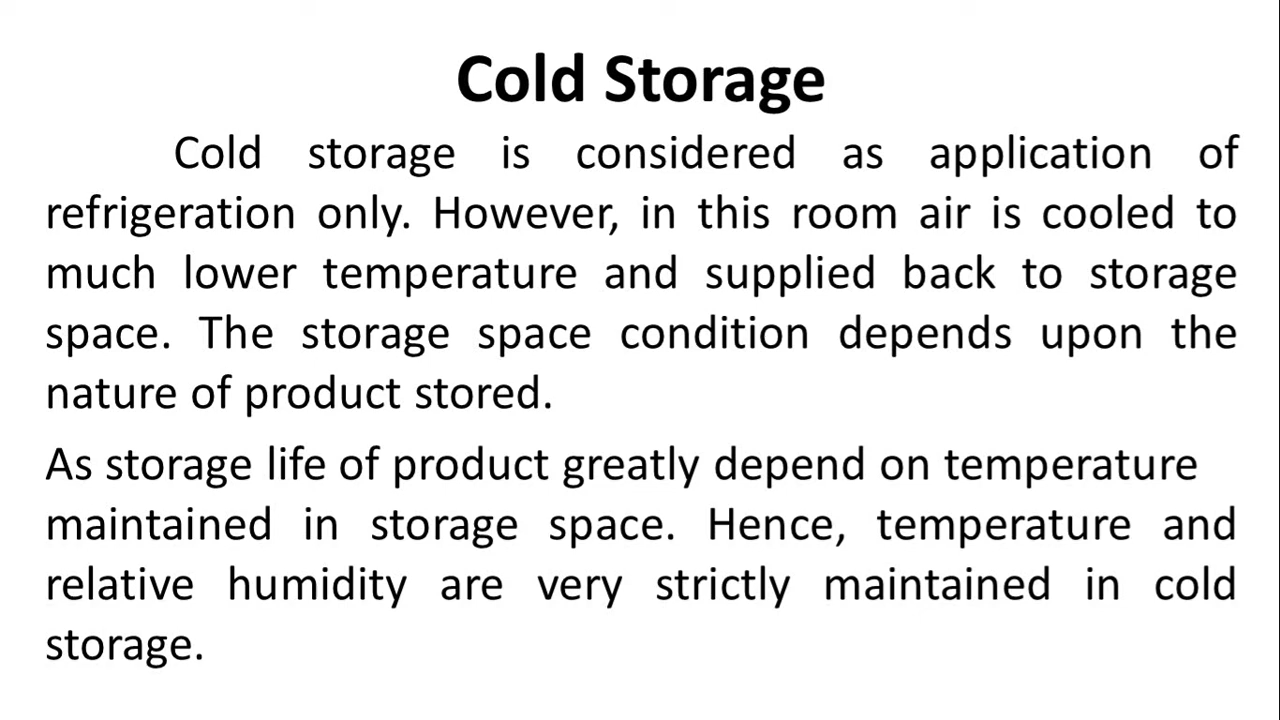 Cold Storage
Cold storage is considered as application of
refrigeration only. However, in this room air is cooled to
much lower temperature and supplied back to storage
space. The storage space condition depends upon the
nature of product stored.
As storage life of product greatly depend on temperature
maintained in storage space. Hence, temperature and
relative humidity are very strictly maintained in cold
storage.